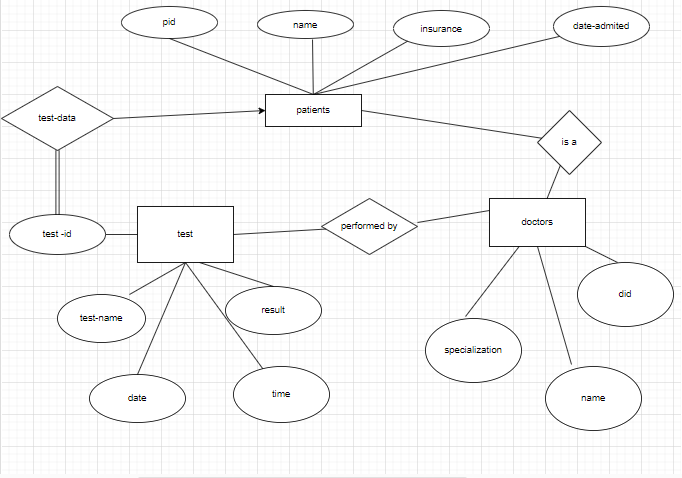 pid
name
insurance
date-admited
test-data
patients
is a
test -id
test
performed by
doctors
test-name
result
did
specialization
date
time
name